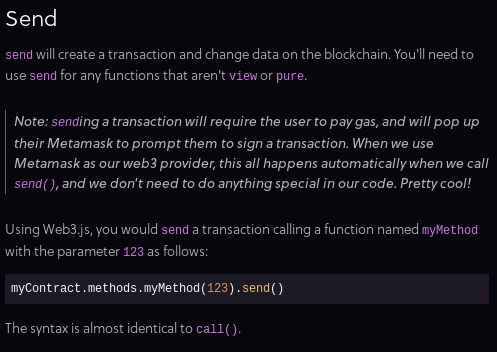 Send
send will create a transaction and change data on the blockchain. You'll need to
use send for any functions that aren't view or pure.
Note: sending a transaction will require the user to pay gas, and will pop up
their Metamask to prompt them to sign a transaction. When we use
Metamask as our web3 provider, this all happens automatically when we call
send(), and we don't need to do anything special in our code. Pretty cool!
Using Web3.js, you would send a transaction calling a function named myMethod
with the parameter 123 as follows:
myContract.methods.myMethod(123).send()
The syntax is almost identical to call().